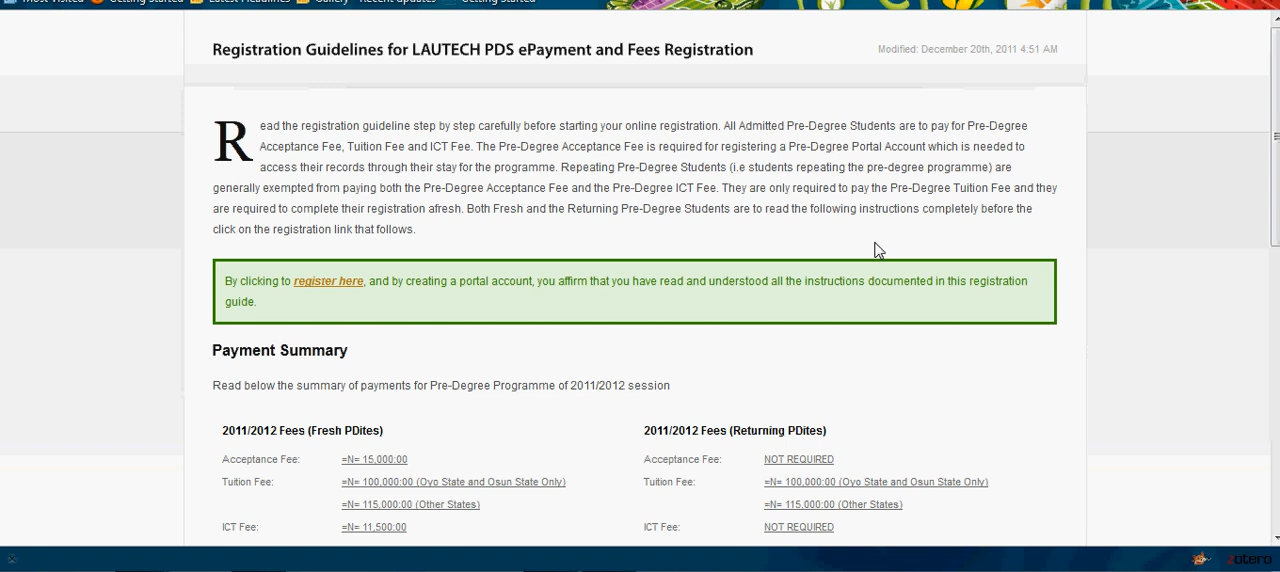 Most Visited Getting Started Latest Headlines Gallery - Recent updates Getting Started
Registration Guidelines for LAUTECH PDS ePayment and Fees Registration Modified: December 20th, 2011 4:51 AM
Read the registration guideline step by step carefully before starting your online registration. All Admitted Pre-Degree Students are to pay for Pre-Degree
Acceptance Fee, Tuition Fee and ICT Fee. The Pre-Degree Acceptance Fee is required for registering a Pre-Degree Portal Account which is needed to
access their records through their stay for the programme. Repeating Pre-Degree Students (i.e students repeating the pre-degree programme) are
generally exempted from paying both the Pre-Degree Acceptance Fee and the Pre-Degree ICT Fee. They are only required to pay the Pre-Degree Tuition Fee and they
are required to complete their registration afresh. Both Fresh and the Returning Pre-Degree Students are to read the following instructions completely before the
click on the registration link that follows.
By clicking to register here, and by creating a portal account, you affirm that you have read and understood all the instructions documented in this registration
guide.
Payment Summary
Read below the summary of payments for Pre-Degree Programme of 2011/2012 session
2011/2012 Fees (Fresh PDites)
Acceptance Fee: =N= 15,000:00
Tuition Fee: =N= 100,000:00 (Oyo State and Osun State Only)
=N= 115,000:00 (Other States)
ICT Fee: =N= 11,500:00
2011/2012 Fees (Returning PDites)
Acceptance Fee: NOT REQUIRED
Tuition Fee: =N= 100,000:00 (Oyo State and Osun State Only)
=N= 115,000:00 (Other States)
ICT Fee: NOT REQUIRED
zotero